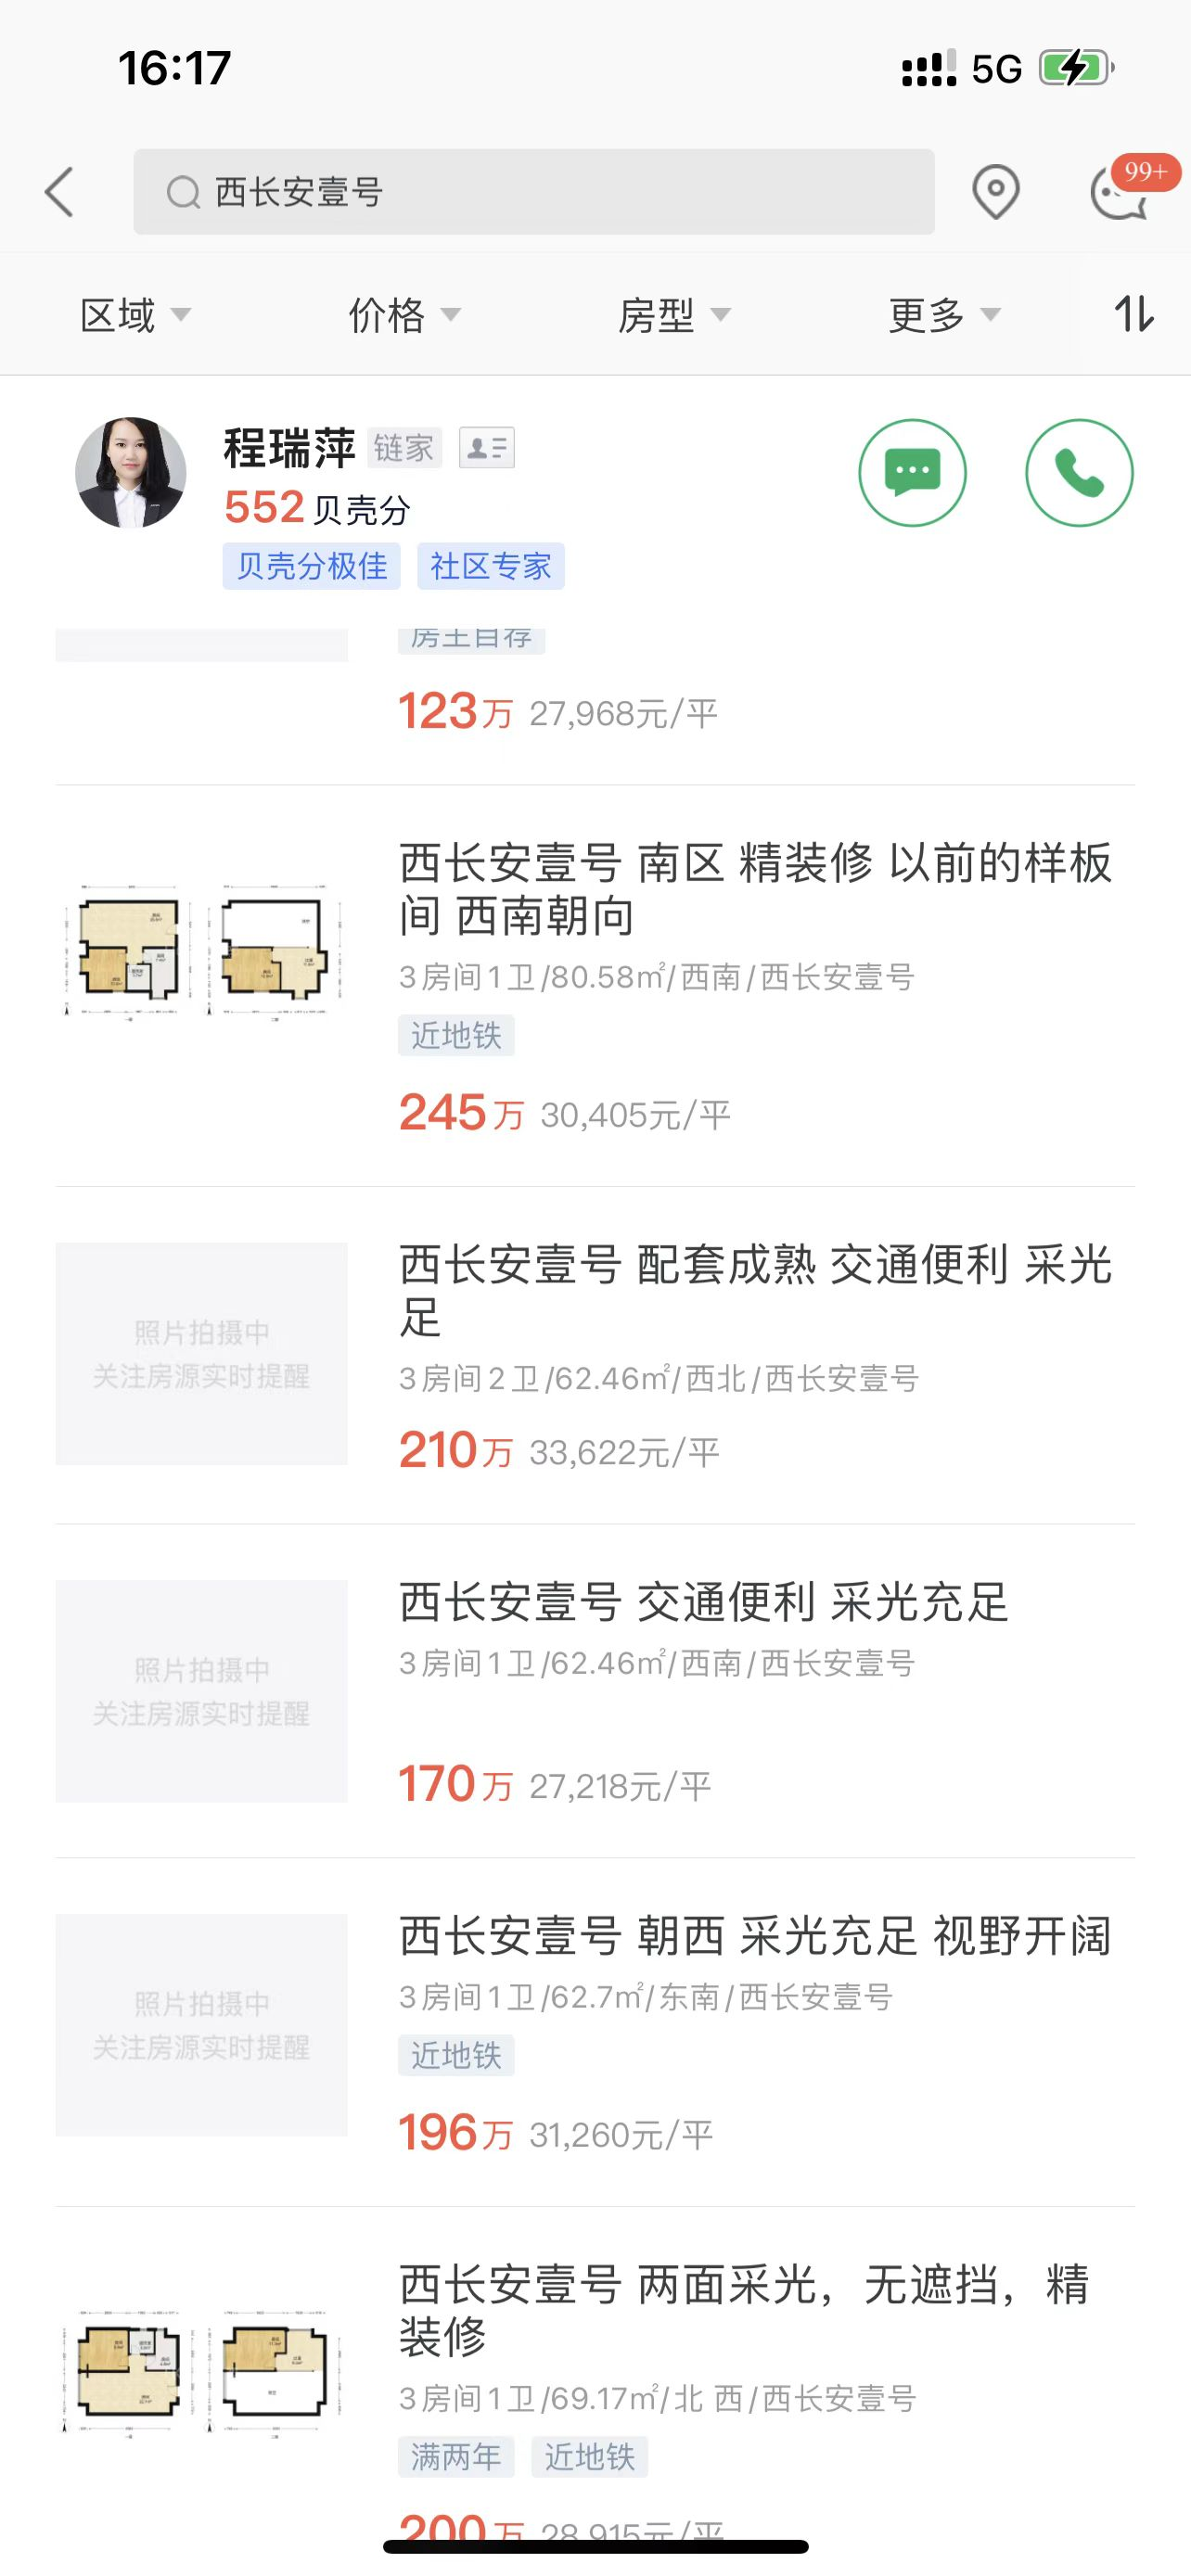 16:17
5G
西长安壹号
99+
区域
价格
房型
更多
程瑞萍 链家
552 贝壳分
贝壳分极佳 社区专家
房主自荐
123万 27,968元/平
西长安壹号 南区 精装修 以前的样板
间 西南朝向
3房间1卫/80.58㎡/西南/西长安壹号
近地铁
245万 30,405元/平
照片拍摄中
关注房源实时提醒
西长安壹号 配套成熟 交通便利 采光
足
3房间2卫/62.46㎡/西北/西长安壹号
210万 33,622元/平
照片拍摄中
关注房源实时提醒
西长安壹号 交通便利 采光充足
3房间1卫/62.46㎡/西南/西长安壹号
170万 27,218元/平
照片拍摄中
关注房源实时提醒
西长安壹号 朝西 采光充足 视野开阔
3房间1卫/62.7㎡/东南/西长安壹号
近地铁
196万 31,260元/平
西长安壹号 两面采光，无遮挡，精
装修
3房间1卫/69.17㎡/北 西/西长安壹号
满两年 近地铁
200万 28,915元/平